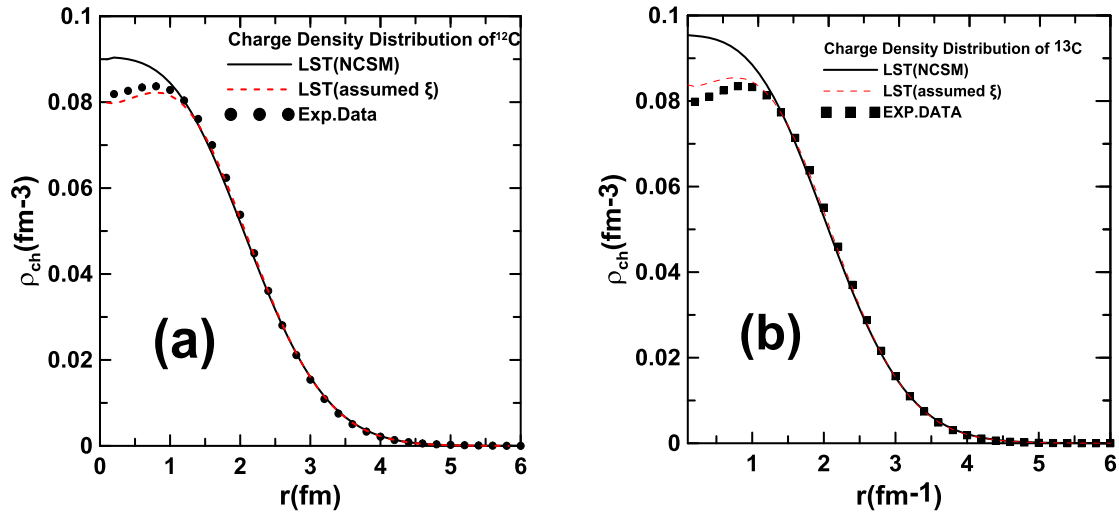 0.1
0.08
0.06
0.04
0.02
0
ρch(fm-3)
Charge Density Distribution of¹²C
LST(NCSM)
LST(assumed ξ)
Exp.Data
(a)
0 1 2 3 4 5 6
r(fm)
0.1
0.08
0.06
0.04
0.02
0
ρch(fm-3)
Charge Density Distribution of ¹³C
LST(NCSM)
LST(assumed ξ)
EXP.DATA
(b)
0 1 2 3 4 5 6
r(fm-1)